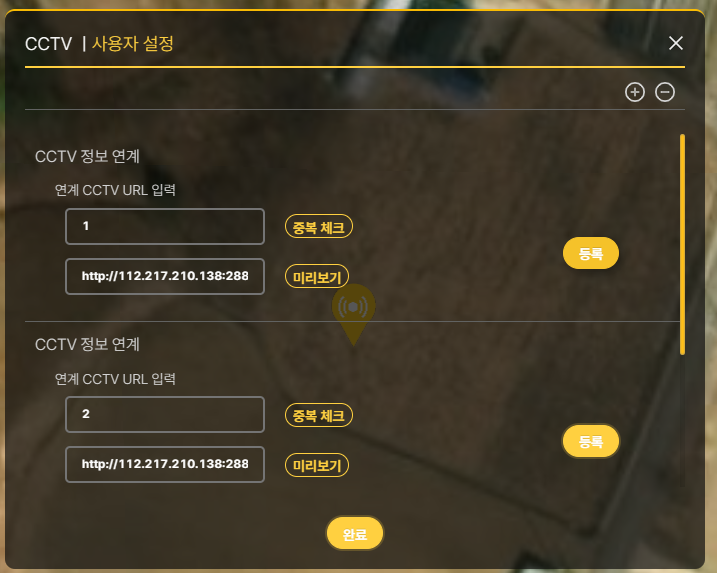 CCTV | 사용자 설정
CCTV 정보 연계
연계 CCTV URL 입력
1
중복 체크
등록
http://112.217.210.138:288
미리보기
CCTV 정보 연계
연계 CCTV URL 입력
2
중복 체크
등록
http://112.217.210.138:288
미리보기
완료